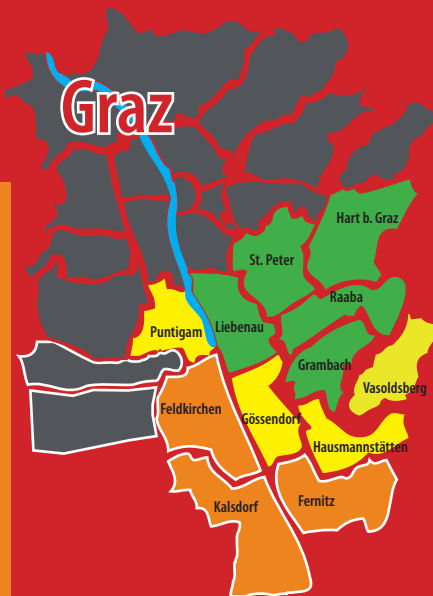 Graz
Hart b. Graz
St. Peter
Raaba
Puntigam
Liebenau
Grambach
Vasoldsberg
Feldkirchen
Gössendorf
Hausmannstätten
Kalsdorf
Fernitz